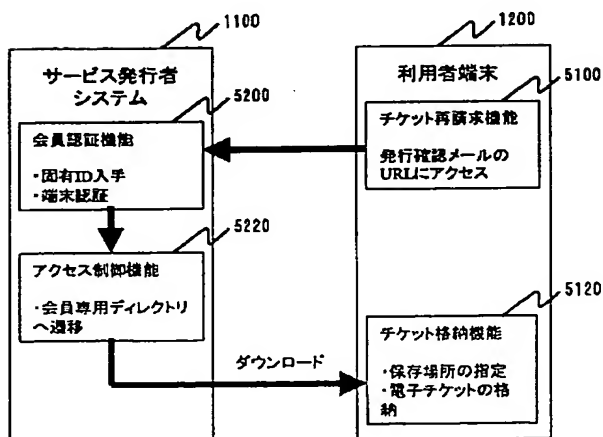 1100
サービス発行者
システム
5200
会員認証機能
・固有ID入手
・端末認証
5220
アクセス制御機能
・会員専用ディレクトリ
へ遷移
ダウンロード
1200
利用者端末
5100
チケット再請求機能
発行確認メールの
URLにアクセス
5120
チケット格納機能
・保存場所の指定
・電子チケットの格
納